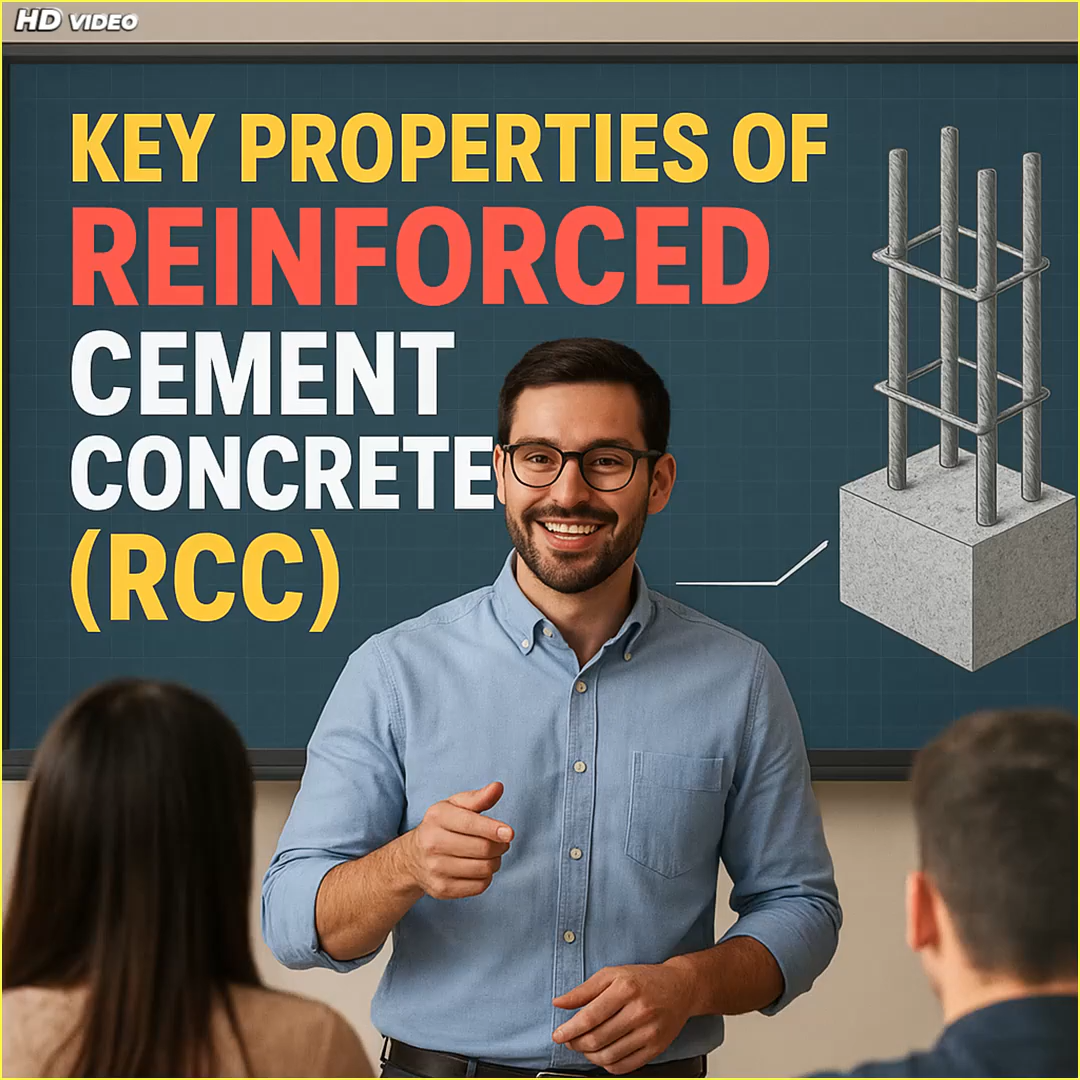 HD VIDEO
KEY PROPERTIES OF
REINFORCED
CEMENT
CONCRETE
(RCC)